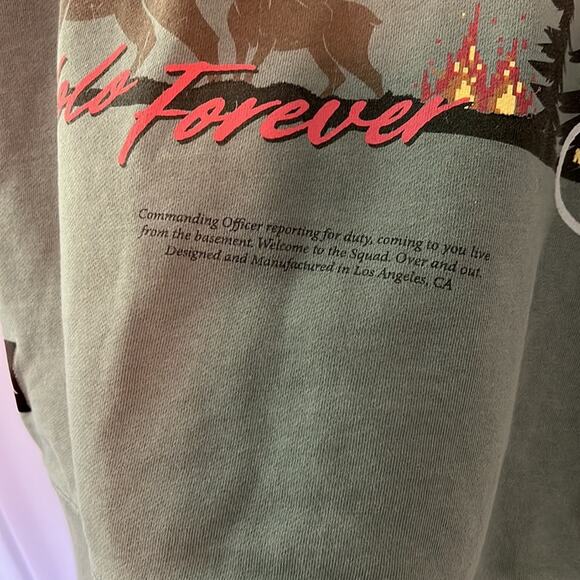 olo Forever
Commanding Officer reporting for duty, coming to you live
from the basement. Welcome to the Squad. Over and out.
Designed and Manufactured in Los Angeles, CA